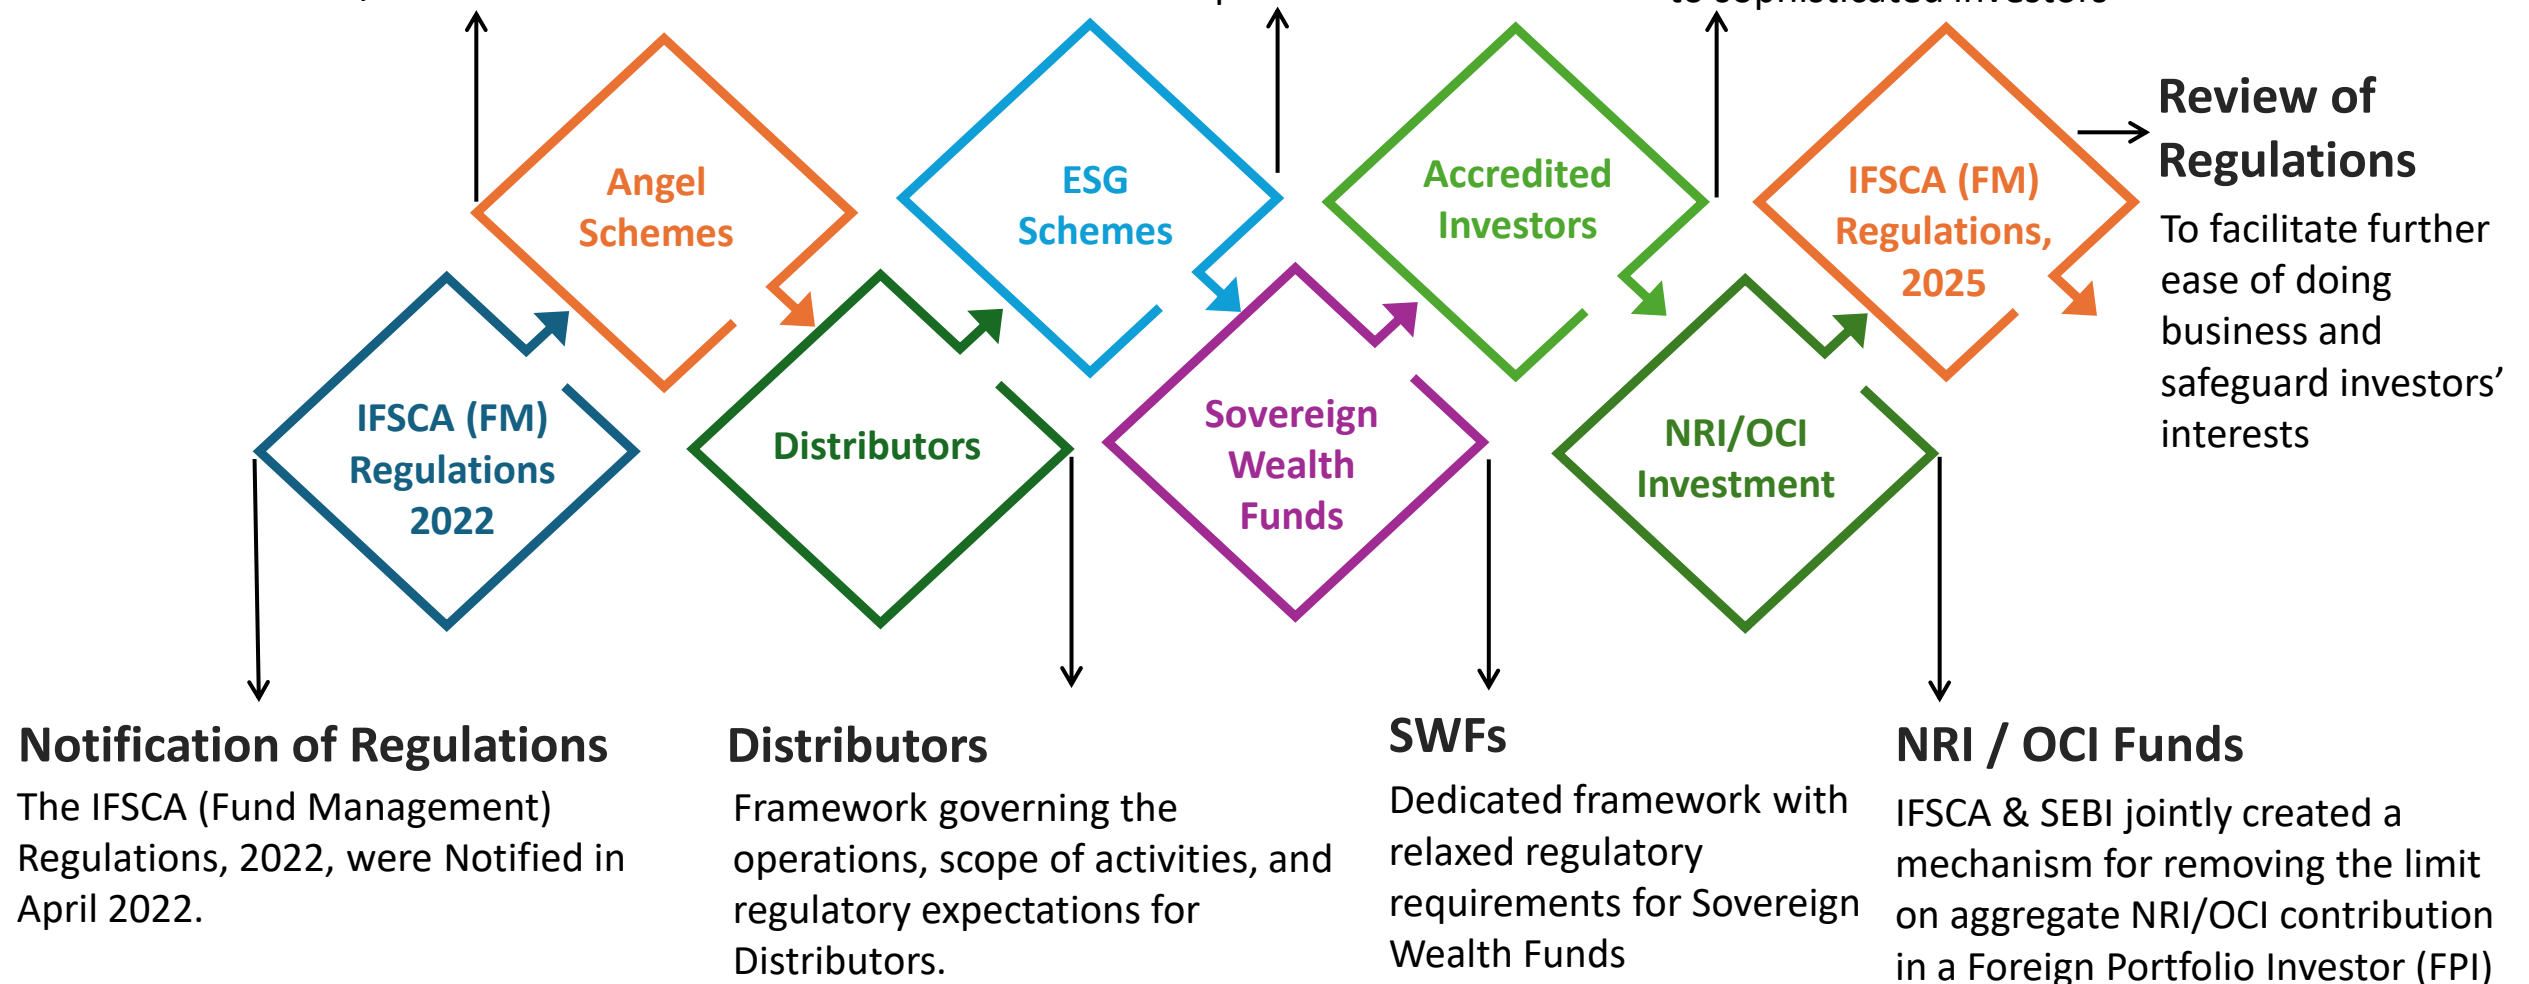 to sophisticated investors
Angel
Schemes
ESG
Schemes
Accredited
Investors
IFSCA (FM)
Regulations,
2025
Review of
Regulations
To facilitate further
ease of doing
business and
safeguard investors’
interests
IFSCA (FM)
Regulations
2022
Distributors
Sovereign
Wealth
Funds
NRI/OCI
Investment
Notification of Regulations
The IFSCA (Fund Management)
Regulations, 2022, were Notified in
April 2022.
Distributors
Framework governing the
operations, scope of activities, and
regulatory expectations for
Distributors.
SWFs
Dedicated framework with
relaxed regulatory
requirements for Sovereign
Wealth Funds
NRI / OCI Funds
IFSCA & SEBI jointly created a
mechanism for removing the limit
on aggregate NRI/OCI contribution
in a Foreign Portfolio Investor (FPI)